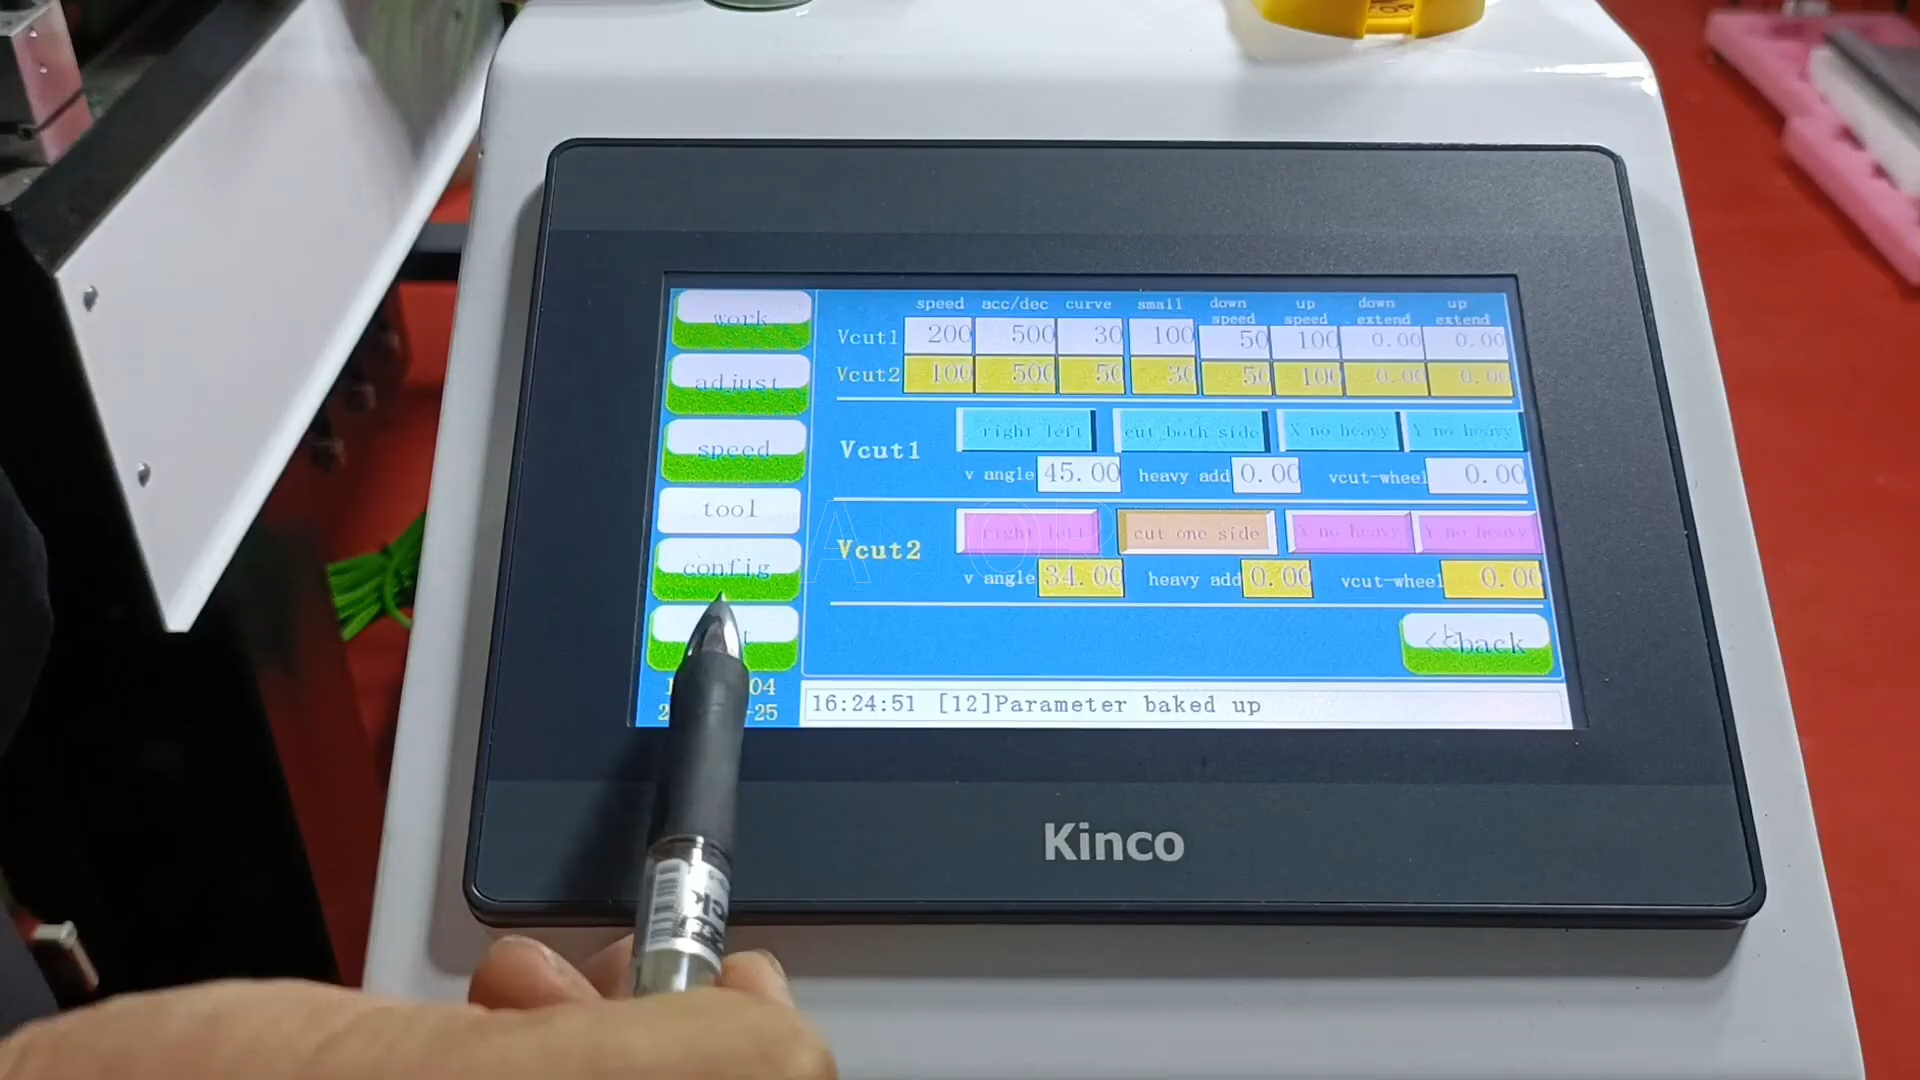 work
adjust
speed
tool
config
speed acc/dec curve small down speed up speed down extend up extend
Vcut1 200 500 30 100 50 100 0.00 0.00
Vcut2 100 500 50 30 50 100 0.00 0.00
Vcut1 right left cut both side X no heavy Y no heavy
v angle 45.00 heavy add 0.00 vcut-wheel 0.00
Vcut2 right left cut one side X no heavy Y no heavy
v angle 34.00 heavy add 0.00 vcut-wheel 0.00
<<back
16:24:51 [12]Parameter baked up
Kinco